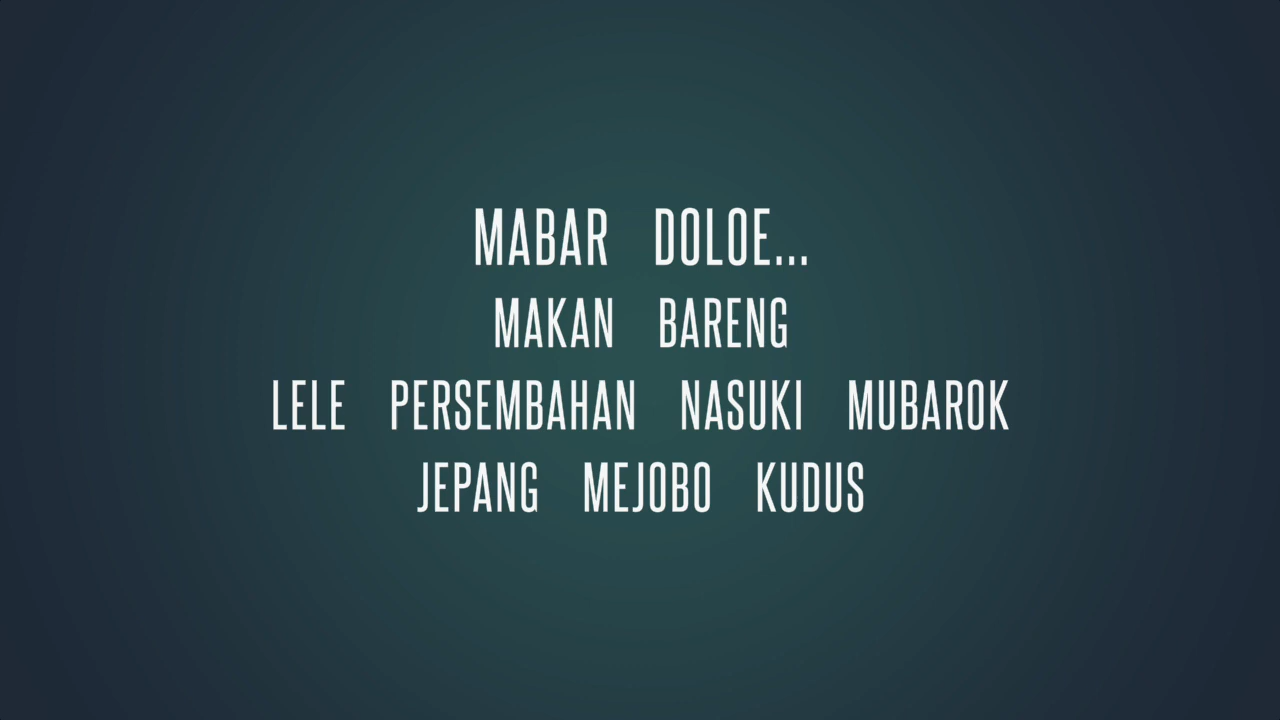 MABAR DOLOE...
MAKAN BARENG
LELE PERSEMBAHAN NASUKI MUBAROK
JEPANG MEJOBO KUDUS